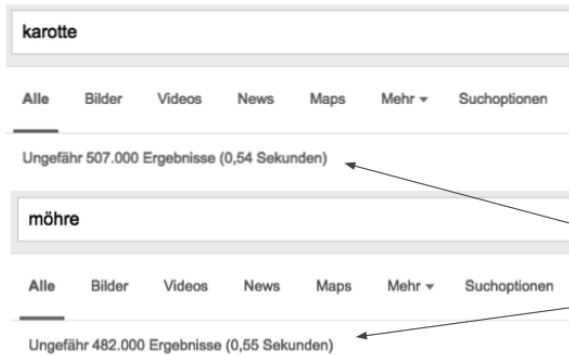 karotte
Alle Bilder Videos News Maps Mehr Suchoptionen
Ungefähr 507.000 Ergebnisse (0,54 Sekunden)
möhre
Alle Bilder Videos News Maps Mehr Suchoptionen
Ungefähr 482.000 Ergebnisse (0,55 Sekunden)